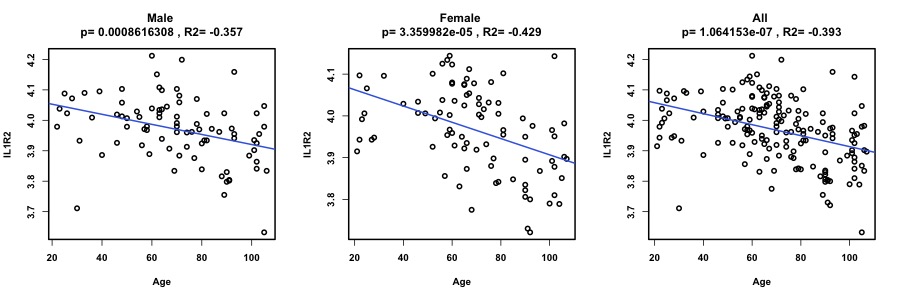 Male
p= 0.0008616308 , R2= -0.357
IL1R2
4.2
4.1
4.0
3.9
3.8
3.7
20 40 60 80 100
Age
Female
p= 3.359982e-05 , R2= -0.429
IL1R2
4.1
4.0
3.9
3.8
20 40 60 80 100
Age
All
p= 1.064153e-07 , R2= -0.393
IL1R2
4.2
4.1
4.0
3.9
3.8
3.7
20 40 60 80 100
Age